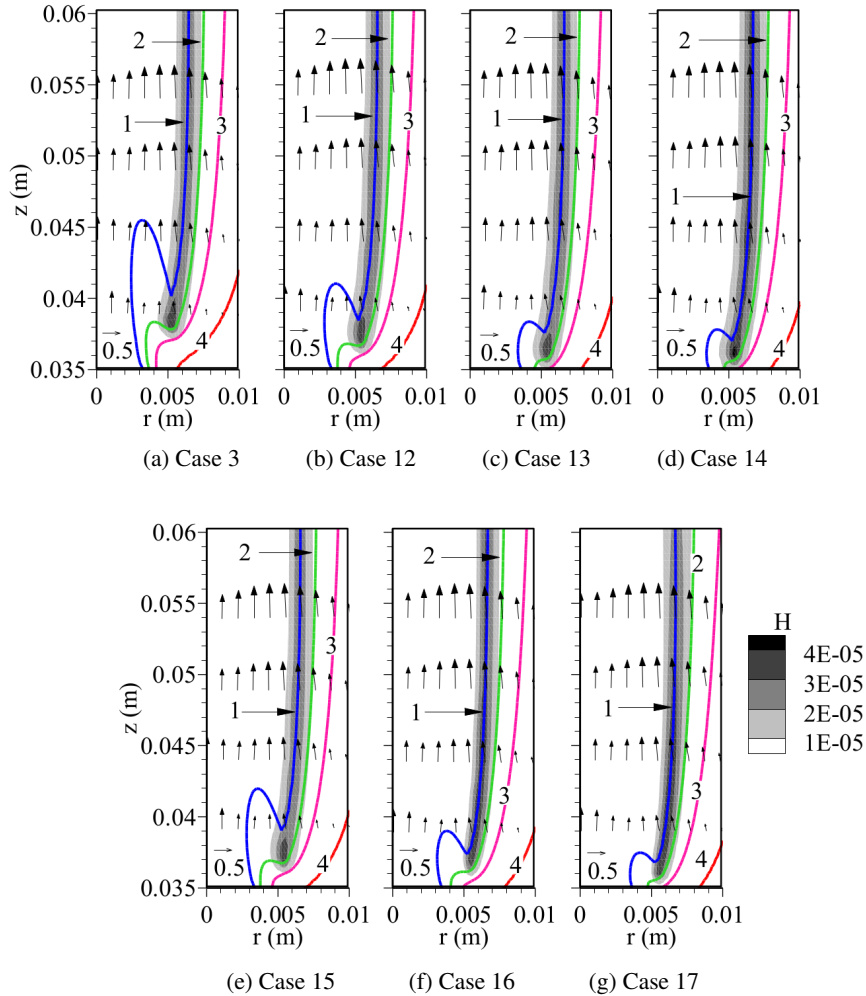 0.06
0.055
0.05
0.045
0.04
0.035
z (m)
2
1
3
4
0.5
0 0.005 0.01
r (m)
(a) Case 3
2
1
3
4
0.5
0 0.005 0.01
r (m)
(b) Case 12
2
1
3
4
0.5
0 0.005 0.01
r (m)
(c) Case 13
2
3
1
4
0.5
0 0.005 0.01
r (m)
(d) Case 14
0.06
0.055
0.05
0.045
0.04
0.035
z (m)
2
3
1
4
0.5
0 0.005 0.01
r (m)
(e) Case 15
2
1
3
4
0.5
0 0.005 0.01
r (m)
(f) Case 16
2
1
3
4
0.5
0 0.005 0.01
r (m)
(g) Case 17
H
4E-05
3E-05
2E-05
1E-05